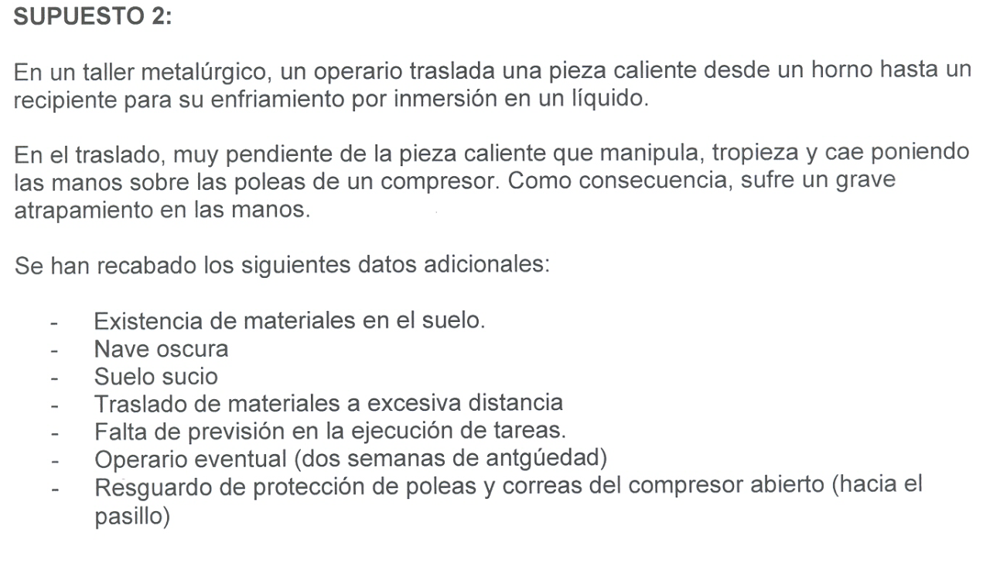 SUPUESTO 2:
En un taller metalúrgico, un operario traslada una pieza caliente desde un horno hasta un
recipiente para su enfriamiento por inmersión en un líquido.
En el traslado, muy pendiente de la pieza caliente que manipula, tropieza y cae poniendo
las manos sobre las poleas de un compresor. Como consecuencia, sufre un grave
atrapamiento en las manos.
Se han recabado los siguientes datos adicionales:
- Existencia de materiales en el suelo.
- Nave oscura
- Suelo sucio
- Traslado de materiales a excesiva distancia
- Falta de previsión en la ejecución de tareas.
- Operario eventual (dos semanas de antgúedad)
- Resguardo de protección de poleas y correas del compresor abierto (hacia el
pasillo)